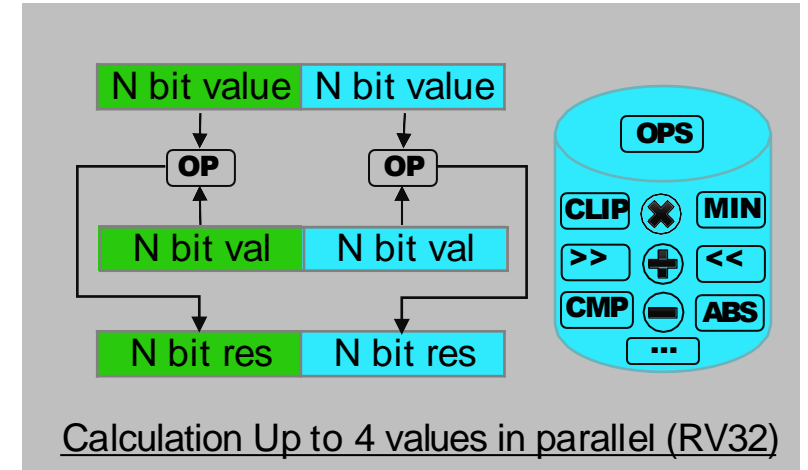 N bit value N bit value
OPS
OP OP
CLIP × MIN
N bit val N bit val
>> + <<
CMP − ABS
N bit res N bit res
...
Calculation Up to 4 values in parallel (RV32)